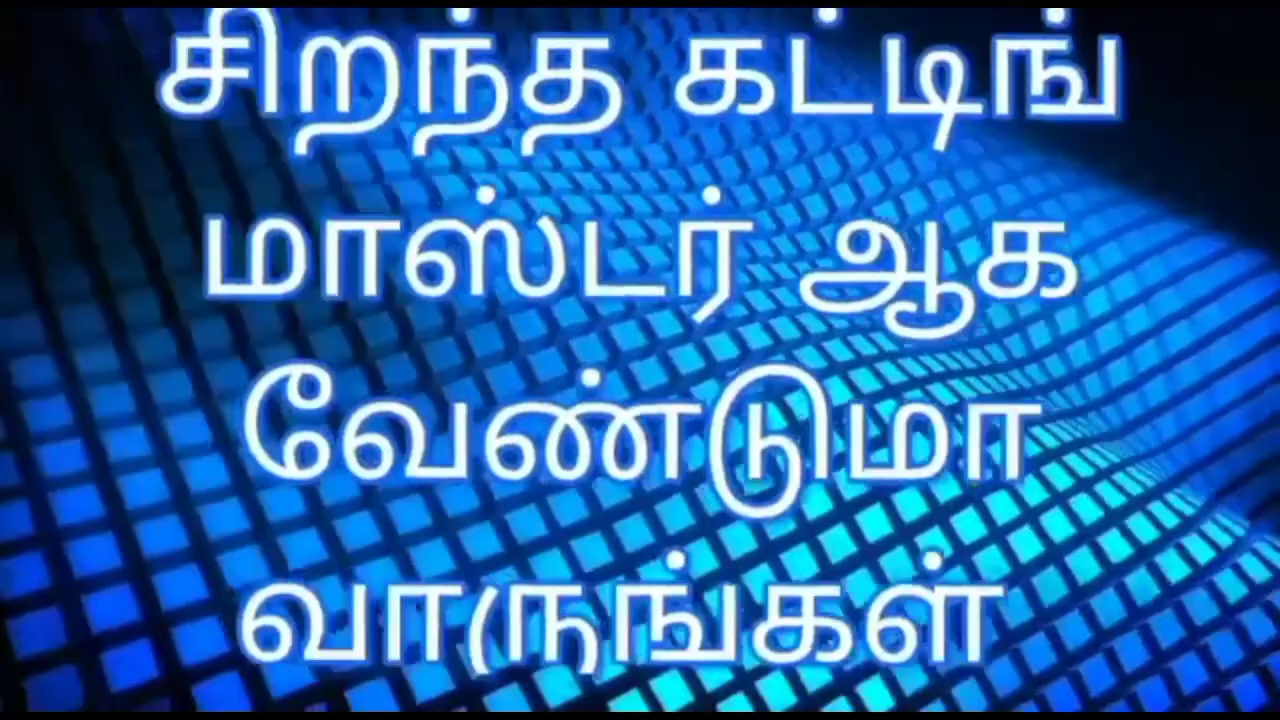 சிறந்த கட்டிங்
மாஸ்டர் ஆக
வேண்டுமா
வாருங்கள்